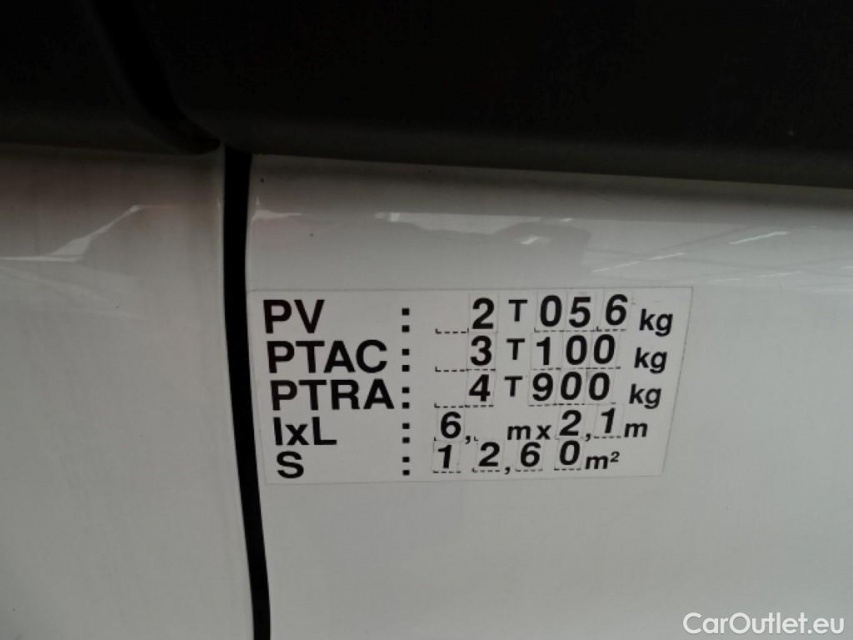 PV : 2 T 056 kg
PTAC : 3 T 100 kg
PTRA : 4 T 900 kg
lxL : 6, m x 2,1 m
S : 12,60 m²
CarOutlet.eu